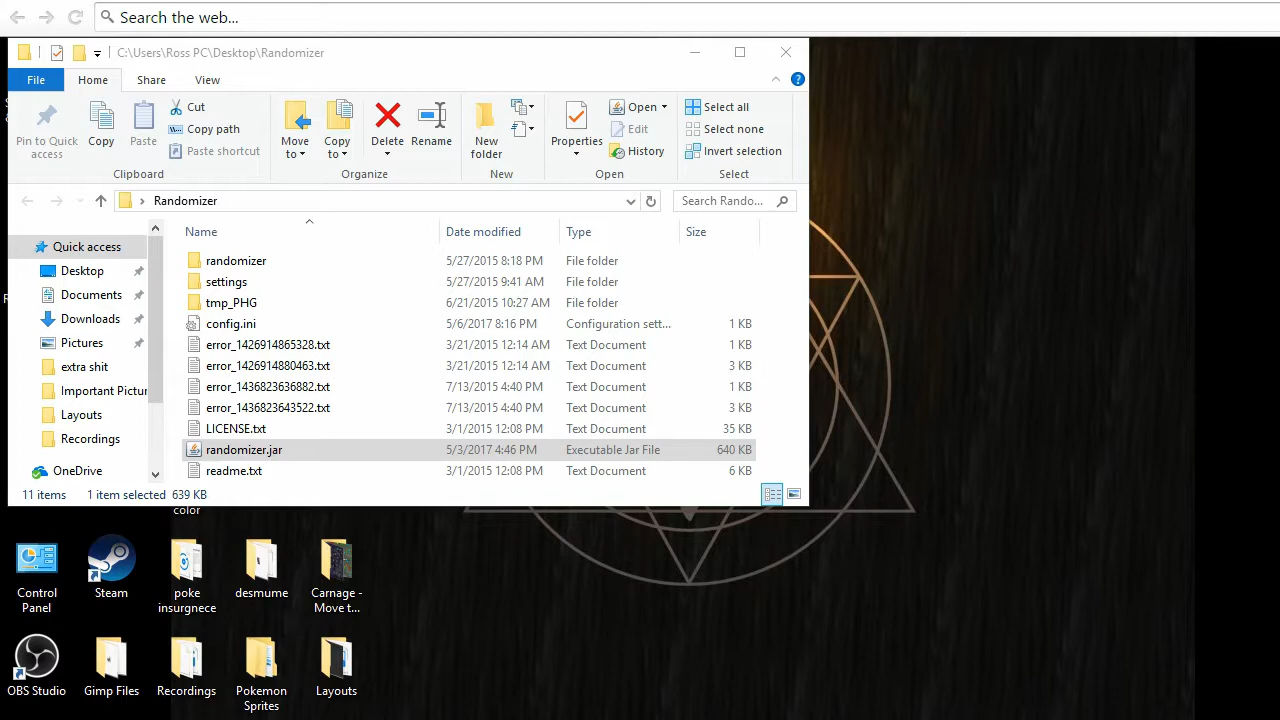 Search the web...
C:\Users\Ross PC\Desktop\Randomizer
File Home Share View
Pin to Quick access
Copy
Paste
Cut
Copy path
Paste shortcut
Move to
Copy to
Delete
Rename
New folder
Properties
Open
Edit
History
Select all
Select none
Invert selection
Clipboard Organize New Open Select
Randomizer
Search Rando...
Name Date modified Type Size
Quick access
Desktop
Documents
Downloads
Pictures
extra shit
Important Pictur
Layouts
Recordings
OneDrive
randomizer 5/27/2015 8:18 PM File folder
settings 5/27/2015 9:41 AM File folder
tmp_PHG 6/21/2015 10:27 AM File folder
config.ini 5/6/2017 8:16 PM Configuration sett... 1 KB
error_1426914865328.txt 3/21/2015 12:14 AM Text Document 1 KB
error_1426914880463.txt 3/21/2015 12:14 AM Text Document 3 KB
error_1436823636882.txt 7/13/2015 4:40 PM Text Document 1 KB
error_1436823643522.txt 7/13/2015 4:40 PM Text Document 3 KB
LICENSE.txt 3/1/2015 12:08 PM Text Document 35 KB
randomizer.jar 5/3/2017 4:46 PM Executable Jar File 640 KB
readme.txt 3/1/2015 12:08 PM Text Document 6 KB
11 items 1 item selected 639 KB
color
Control Panel
Steam
poke insurgnece
desmume
Carnage - Move t...
OBS Studio
Gimp Files
Recordings
Pokemon Sprites
Layouts